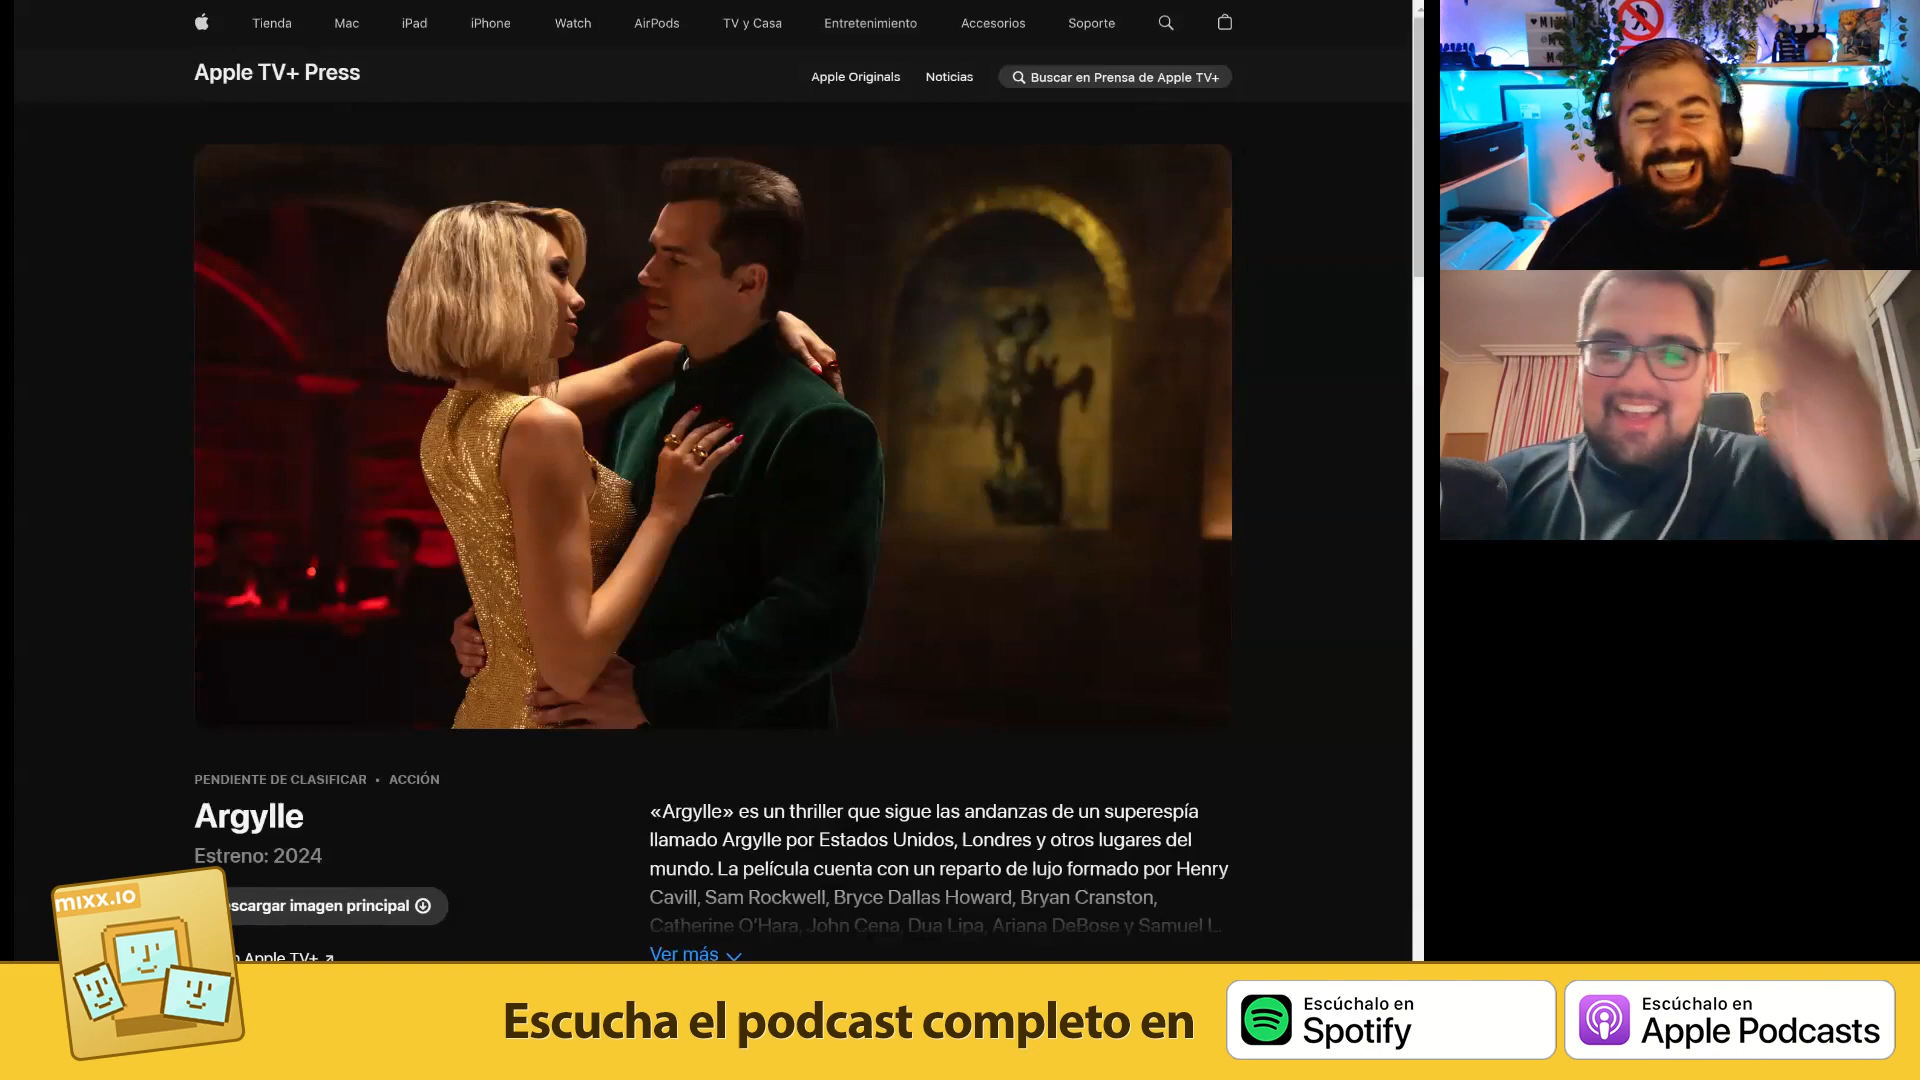 Tienda Mac iPad iPhone Watch AirPods TV y Casa Entretenimiento Accesorios Soporte
Apple TV+ Press
Apple Originals Noticias Buscar en Prensa de Apple TV+
PENDIENTE DE CLASIFICAR • ACCIÓN
Argylle
Estreno: 2024
escargar imagen principal
Apple TV+ ↗
«Argylle» es un thriller que sigue las andanzas de un superespía
llamado Argylle por Estados Unidos, Londres y otros lugares del
mundo. La película cuenta con un reparto de lujo formado por Henry
Cavill, Sam Rockwell, Bryce Dallas Howard, Bryan Cranston,
Catherine O'Hara, John Cena, Dua Lipa, Ariana DeBose y Samuel L.
Ver más
mixx.io
Escucha el podcast completo en
Escúchalo en
Spotify
Escúchalo en
Apple Podcasts